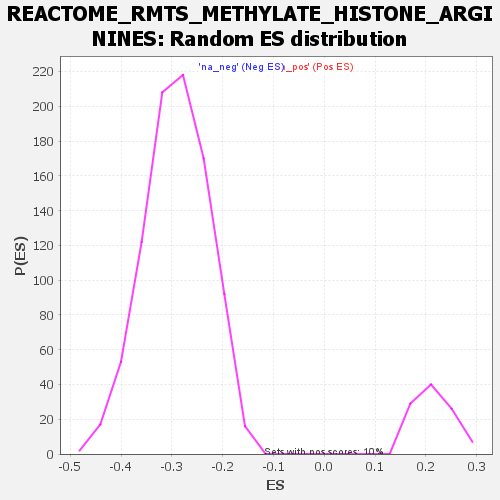 REACTOME_RMTS_METHYLATE_HISTONE_ARGI
NINES: Random ES distribution
'na_neg' (Neg ES) _pos' (Pos ES)
220
200
180
160
140
120
100
80
60
40
20
0
P(ES)
Sets with pos scores: 10%
-0.5 -0.4 -0.3 -0.2 -0.1 0.0 0.1 0.2 0.3
ES